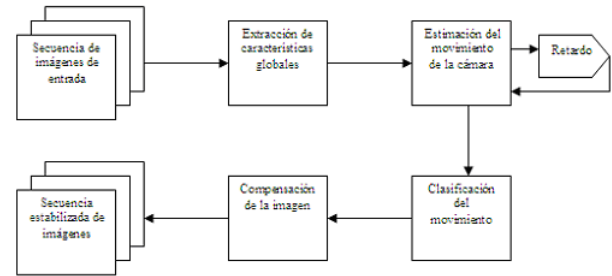 Secuencia de
imágenes de
entrada
Extracción de
características
globales
Estimación del
movimiento
de la cámara
Retardo
Secuencia
estabilizada de
imágenes
Compensación
de la imagen
Clasificación
del
movimiento